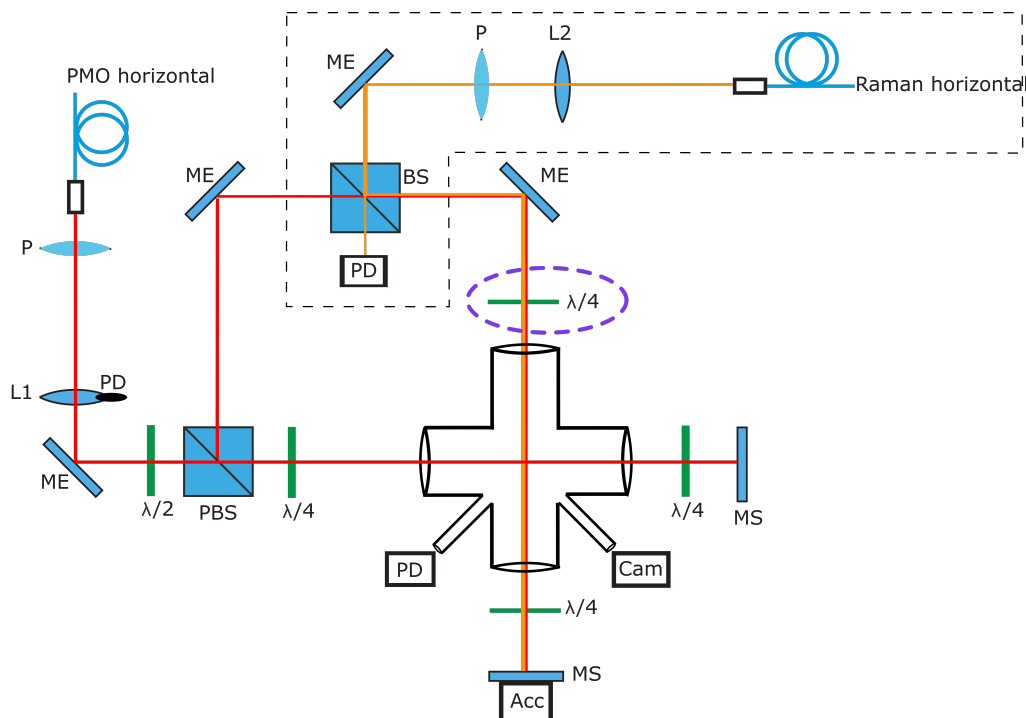 P
L2
ME
PMO horizontal
Raman horizontal
ME
BS
ME
P
PD
λ/4
PD
L1
ME
λ/2
PBS
λ/4
λ/4
MS
PD
Cam
λ/4
MS
Acc